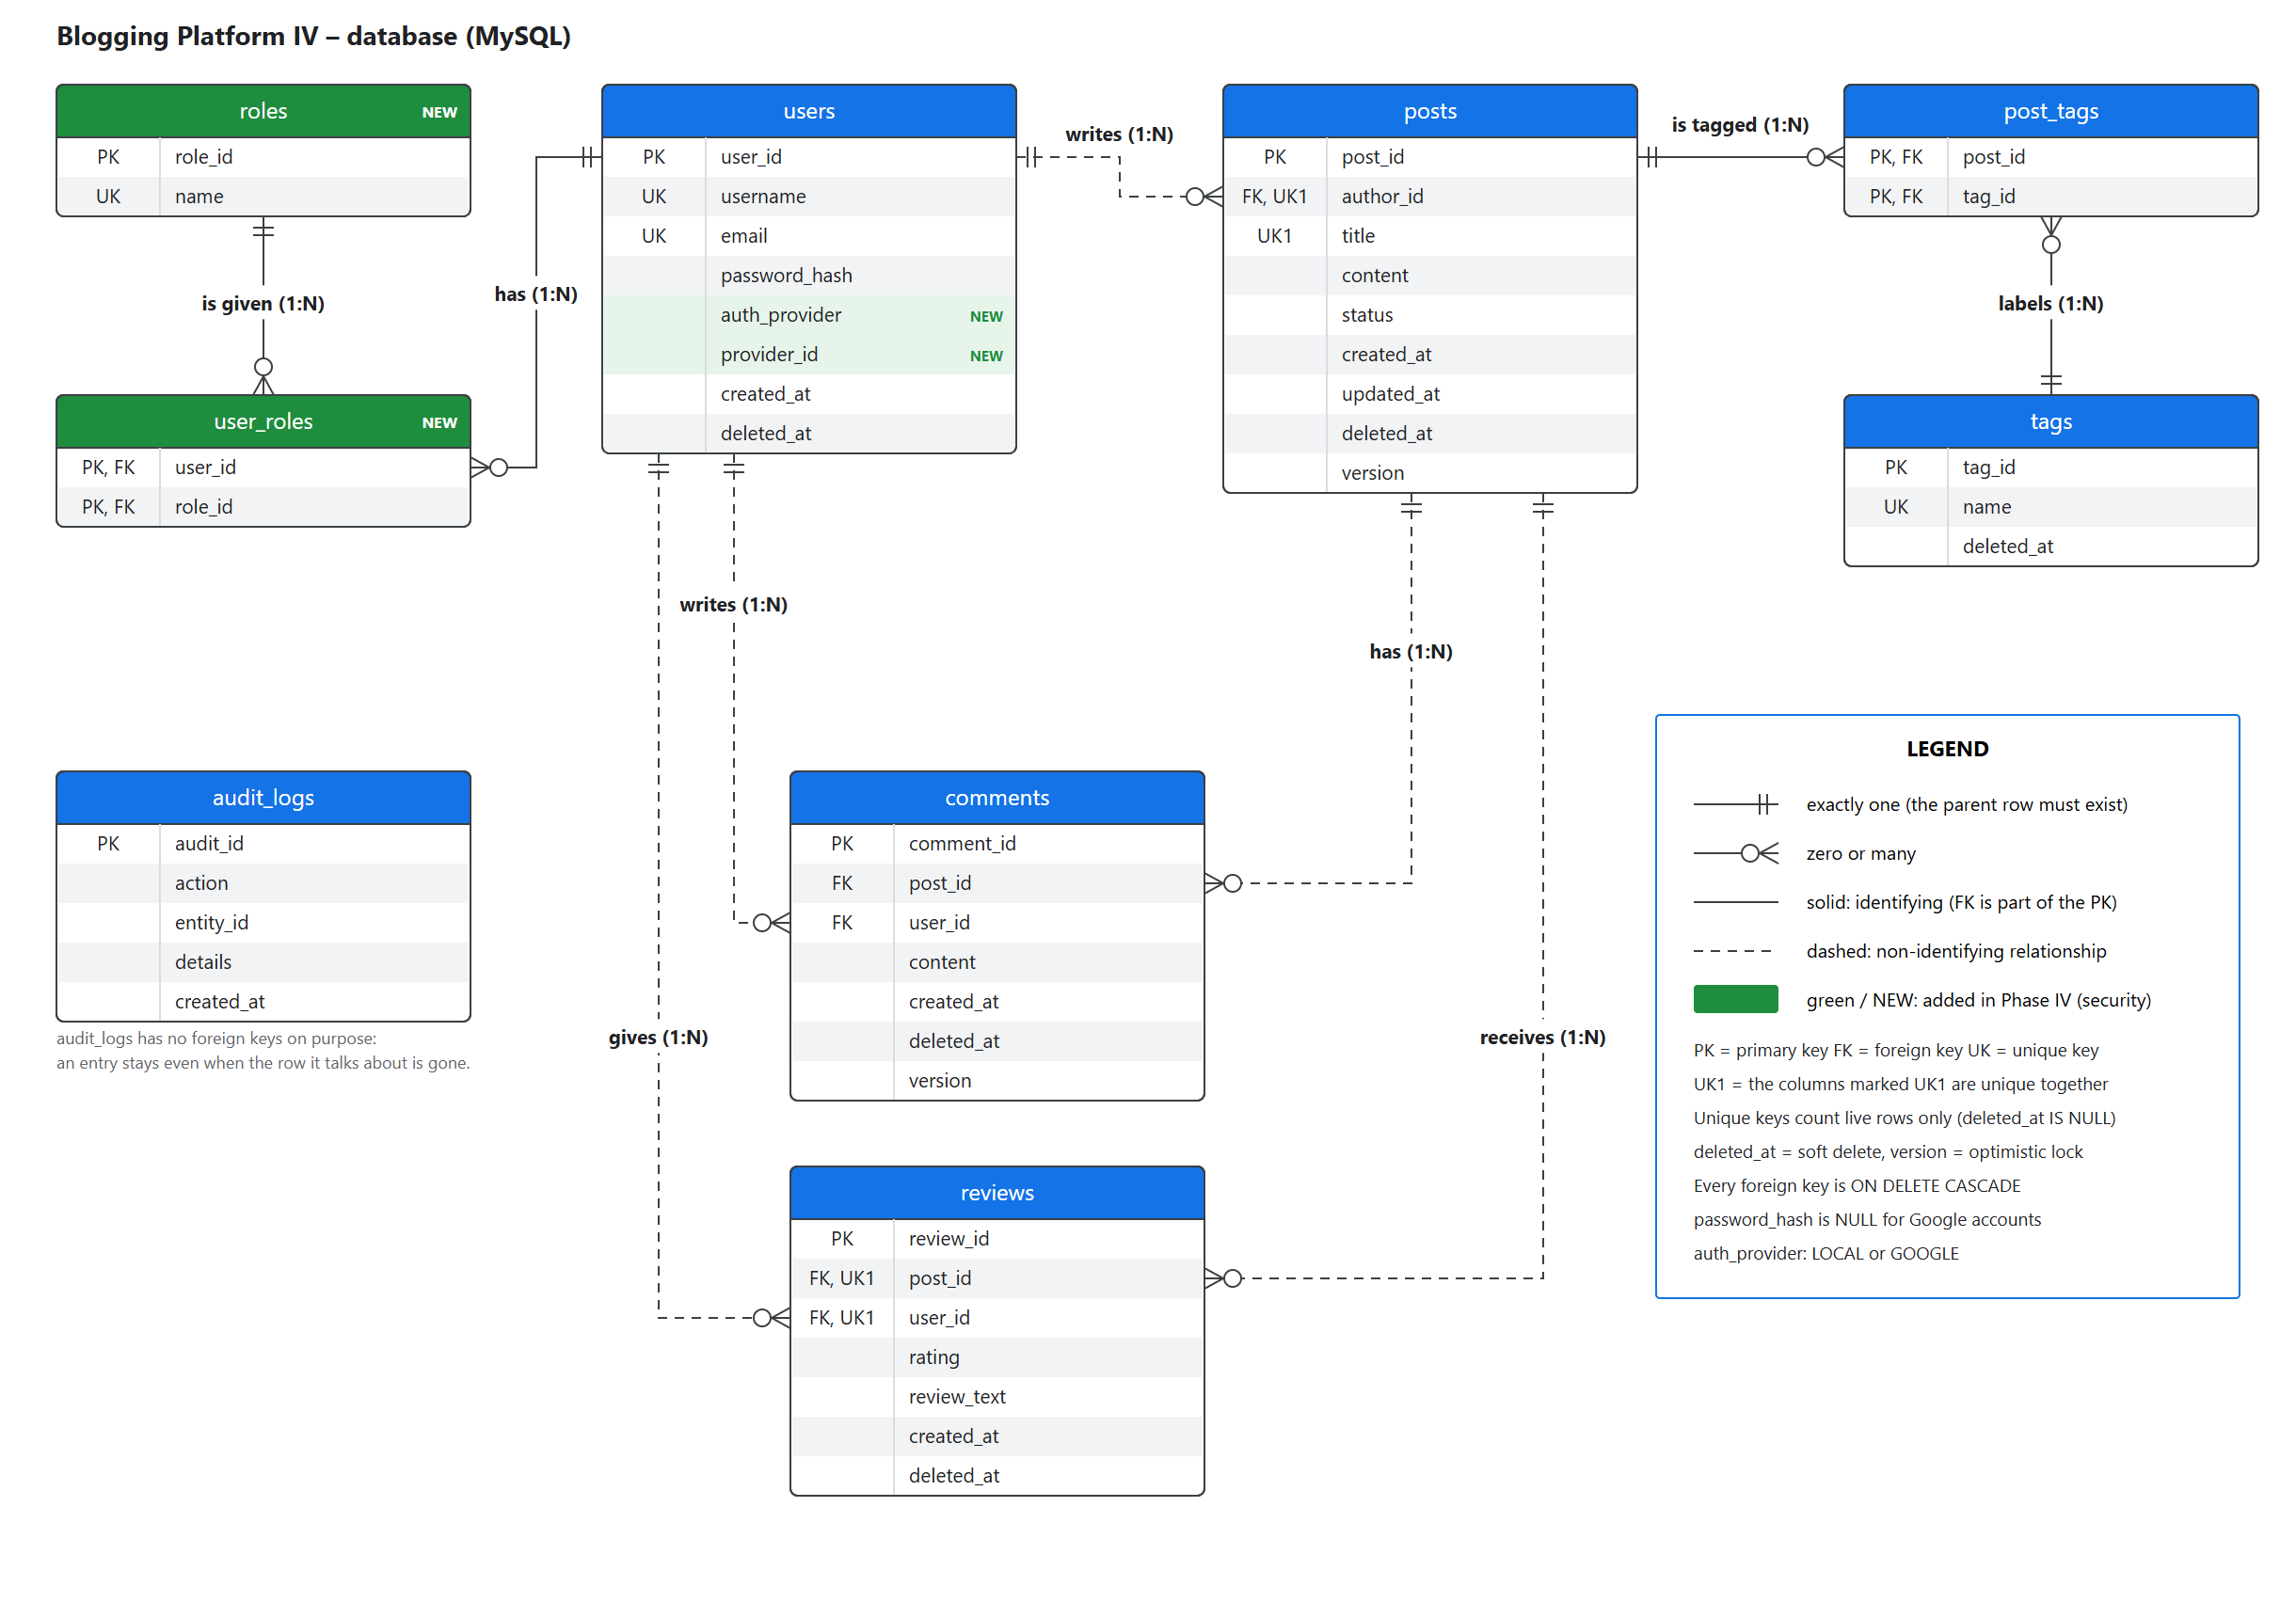 Blogging Platform IV – database (MySQL)
roles NEW
PK role_id
UK name
is given (1:N)
user_roles NEW
PK, FK user_id
PK, FK role_id
has (1:N)
users
PK user_id
UK username
UK email
password_hash
auth_provider NEW
provider_id NEW
created_at
deleted_at
writes (1:N)
posts
PK post_id
FK, UK1 author_id
UK1 title
content
status
created_at
updated_at
deleted_at
version
is tagged (1:N)
post_tags
PK, FK post_id
PK, FK tag_id
labels (1:N)
tags
PK tag_id
UK name
deleted_at
writes (1:N)
has (1:N)
audit_logs
PK audit_id
action
entity_id
details
created_at
audit_logs has no foreign keys on purpose:
an entry stays even when the row it talks about is gone.
comments
PK comment_id
FK post_id
FK user_id
content
created_at
deleted_at
version
gives (1:N)
receives (1:N)
reviews
PK review_id
FK, UK1 post_id
FK, UK1 user_id
rating
review_text
created_at
deleted_at
LEGEND
exactly one (the parent row must exist)
zero or many
solid: identifying (FK is part of the PK)
dashed: non-identifying relationship
green / NEW: added in Phase IV (security)
PK = primary key FK = foreign key UK = unique key
UK1 = the columns marked UK1 are unique together
Unique keys count live rows only (deleted_at IS NULL)
deleted_at = soft delete, version = optimistic lock
Every foreign key is ON DELETE CASCADE
password_hash is NULL for Google accounts
auth_provider: LOCAL or GOOGLE